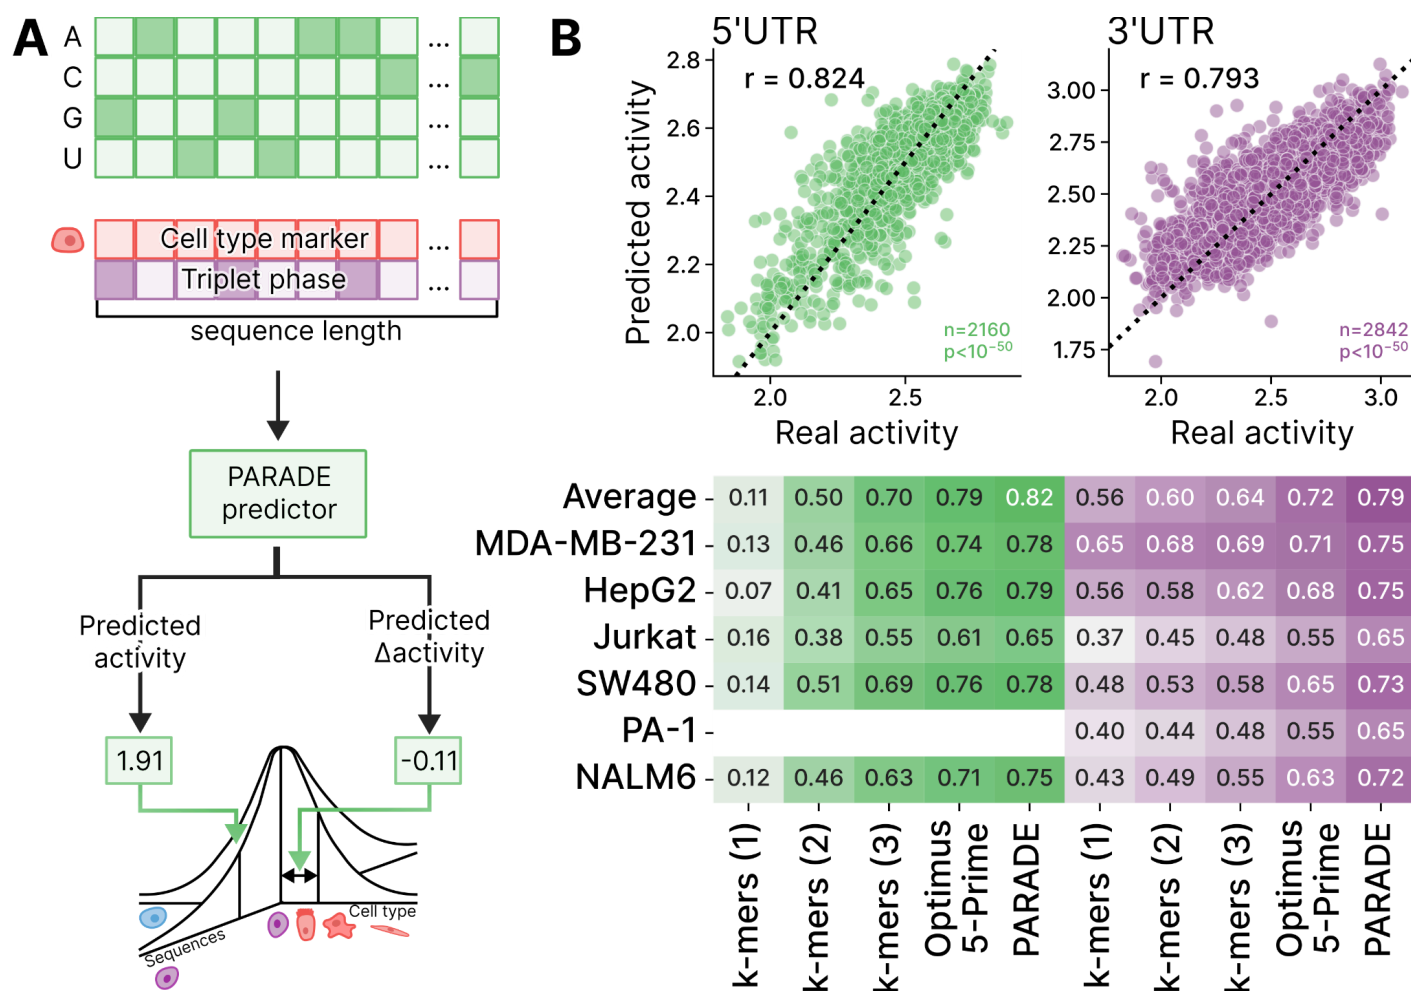 A
A ...
C ...
G ...
U ...
Cell type marker ...
Triplet phase ...
sequence length
PARADE
predictor
Predicted
activity
Predicted
Δactivity
1.91
-0.11
Cell type
Sequences
B
5'UTR
r = 0.824
Predicted activity
2.8
2.6
2.4
2.2
2.0
n=2160
p<10⁻⁵⁰
2.0 2.5
Real activity
3'UTR
r = 0.793
3.00
2.75
2.50
2.25
2.00
1.75
n=2842
p<10⁻⁵⁰
2.0 2.5 3.0
Real activity
Average 0.11 0.50 0.70 0.79 0.82 0.56 0.60 0.64 0.72 0.79
MDA-MB-231 0.13 0.46 0.66 0.74 0.78 0.65 0.68 0.69 0.71 0.75
HepG2 0.07 0.41 0.65 0.76 0.79 0.56 0.58 0.62 0.68 0.75
Jurkat 0.16 0.38 0.55 0.61 0.65 0.37 0.45 0.48 0.55 0.65
SW480 0.14 0.51 0.69 0.76 0.78 0.48 0.53 0.58 0.65 0.73
PA-1 0.40 0.44 0.48 0.55 0.65
NALM6 0.12 0.46 0.63 0.71 0.75 0.43 0.49 0.55 0.63 0.72
k-mers (1)
k-mers (2)
k-mers (3)
Optimus
5-Prime
PARADE
k-mers (1)
k-mers (2)
k-mers (3)
Optimus
5-Prime
PARADE